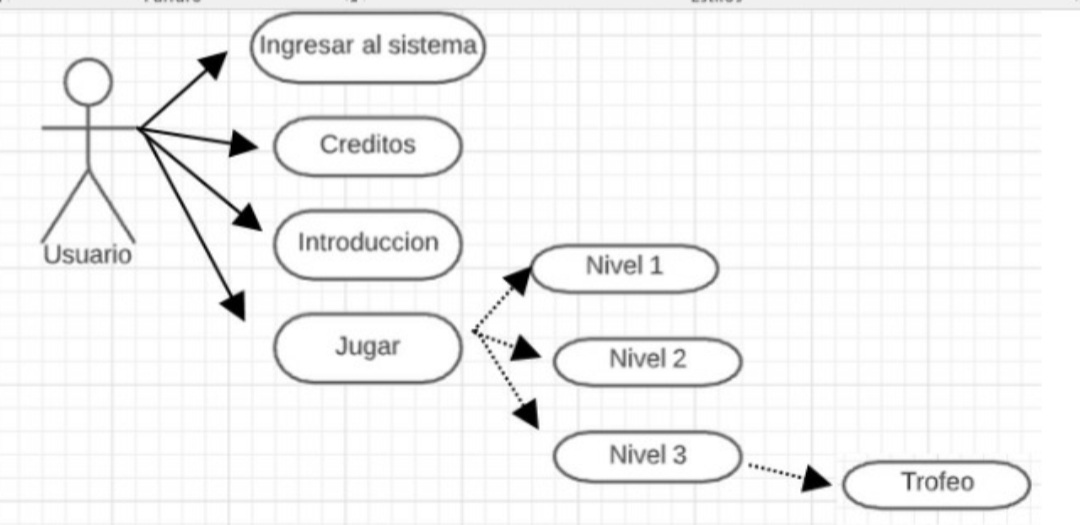 Ingresar al sistema
Creditos
Introduccion
Usuario
Nivel 1
Jugar
Nivel 2
Nivel 3
Trofeo